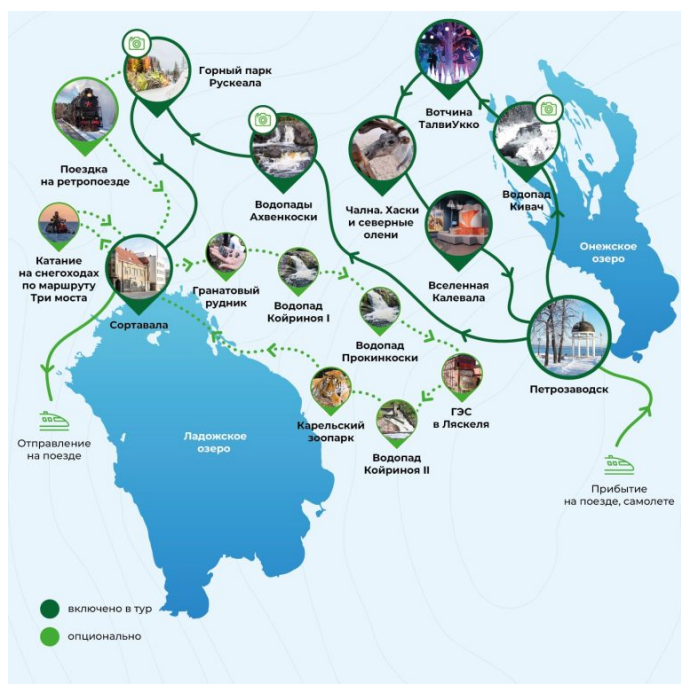 Горный парк
Рускеала
Вотчина
ТалвиУкко
Поездка
на ретропоезде
Водопады
Ахвенкоски
Чална. Хаски
и северные
олени
Водопад
Кивач
Катание
на снегоходах
по маршруту
Три моста
Гранатовый
рудник
Водопад
Койриноя I
Вселенная
Калевала
Онежское
озеро
Сортавала
Водопад
Прокинкоски
Петрозаводск
ГЭС
в Ляскеля
Карельский
зоопарк
Водопад
Койриноя II
Ладожское
озеро
Отправление
на поезде
Прибытие
на поезде, самолете
включено в тур
опционально